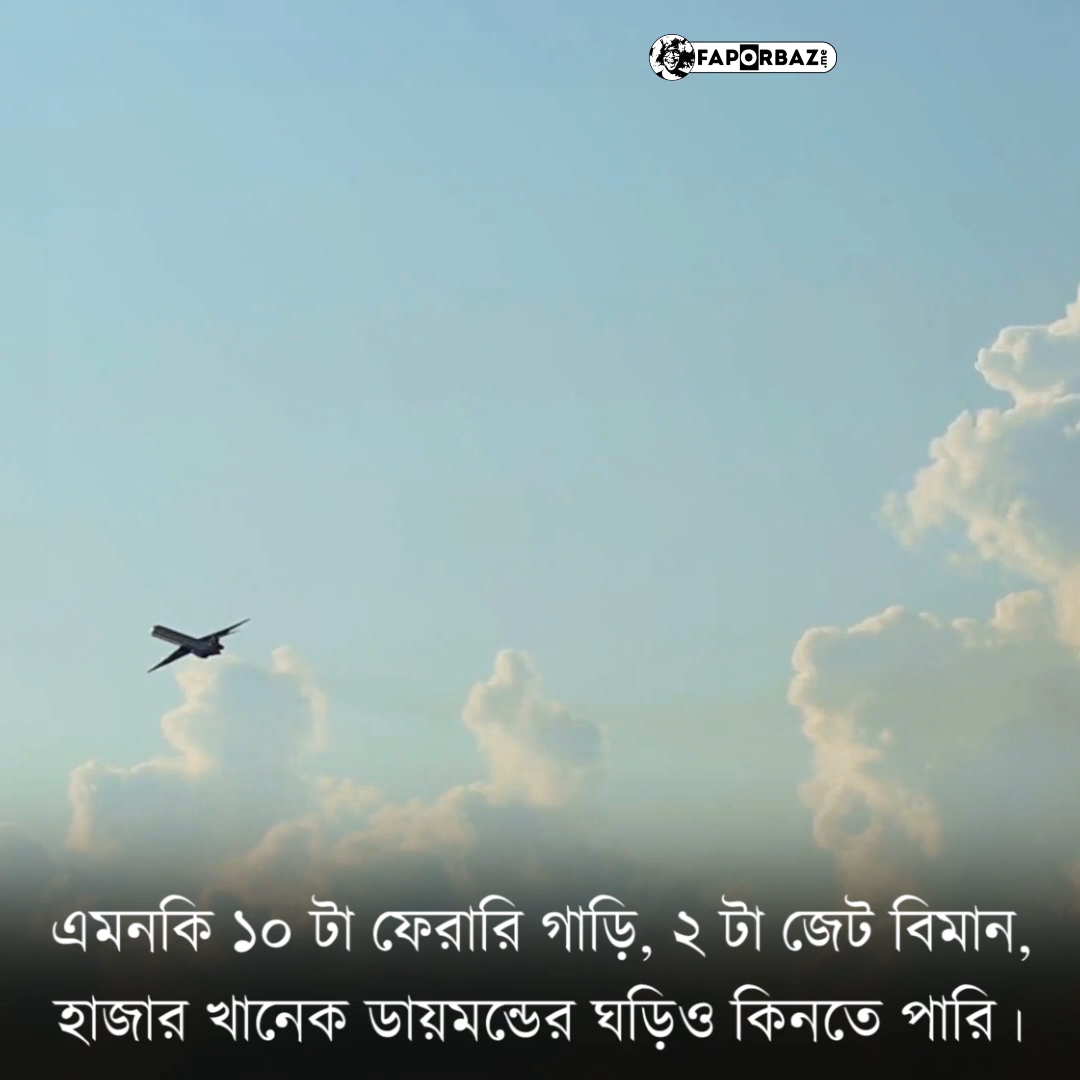 FAPORBAZ.me
এমনকি ১০ টা ফেরারি গাড়ি, ২ টা জেট বিমান,
হাজার খানেক ডায়মন্ডের ঘড়িও কিনতে পারি ।